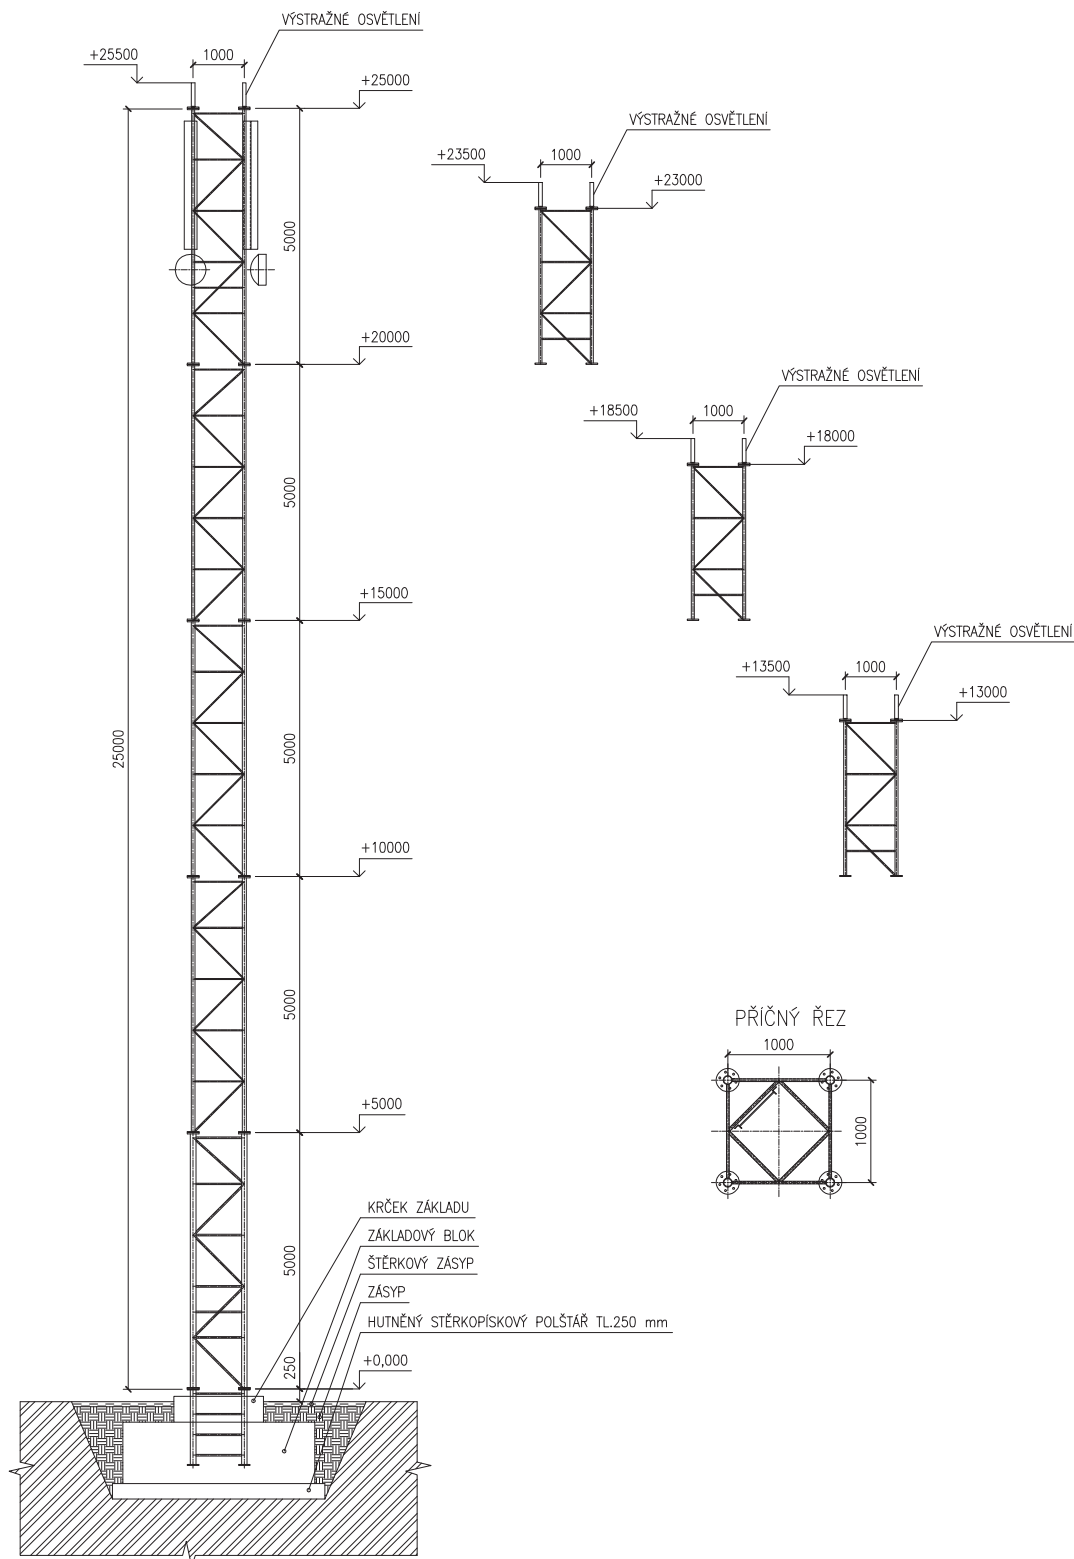 VÝSTRAŽNÉ OSVĚTLENÍ
+25500
1000
+25000
VÝSTRAŽNÉ OSVĚTLENÍ
+23500
1000
+23000
5000
+20000
VÝSTRAŽNÉ OSVĚTLENÍ
+18500
1000
+18000
5000
+15000
VÝSTRAŽNÉ OSVĚTLENÍ
+13500
1000
+13000
25000
5000
+10000
5000
PŘÍČNÝ ŘEZ
1000
1000
+5000
KRČEK ZÁKLADU
ZÁKLADOVÝ BLOK
5000
ŠTĚRKOVÝ ZÁSYP
ZÁSYP
HUTNĚNÝ STĚRKOPÍSKOVÝ POLŠTÁŘ TL.250 mm
250
+0,000